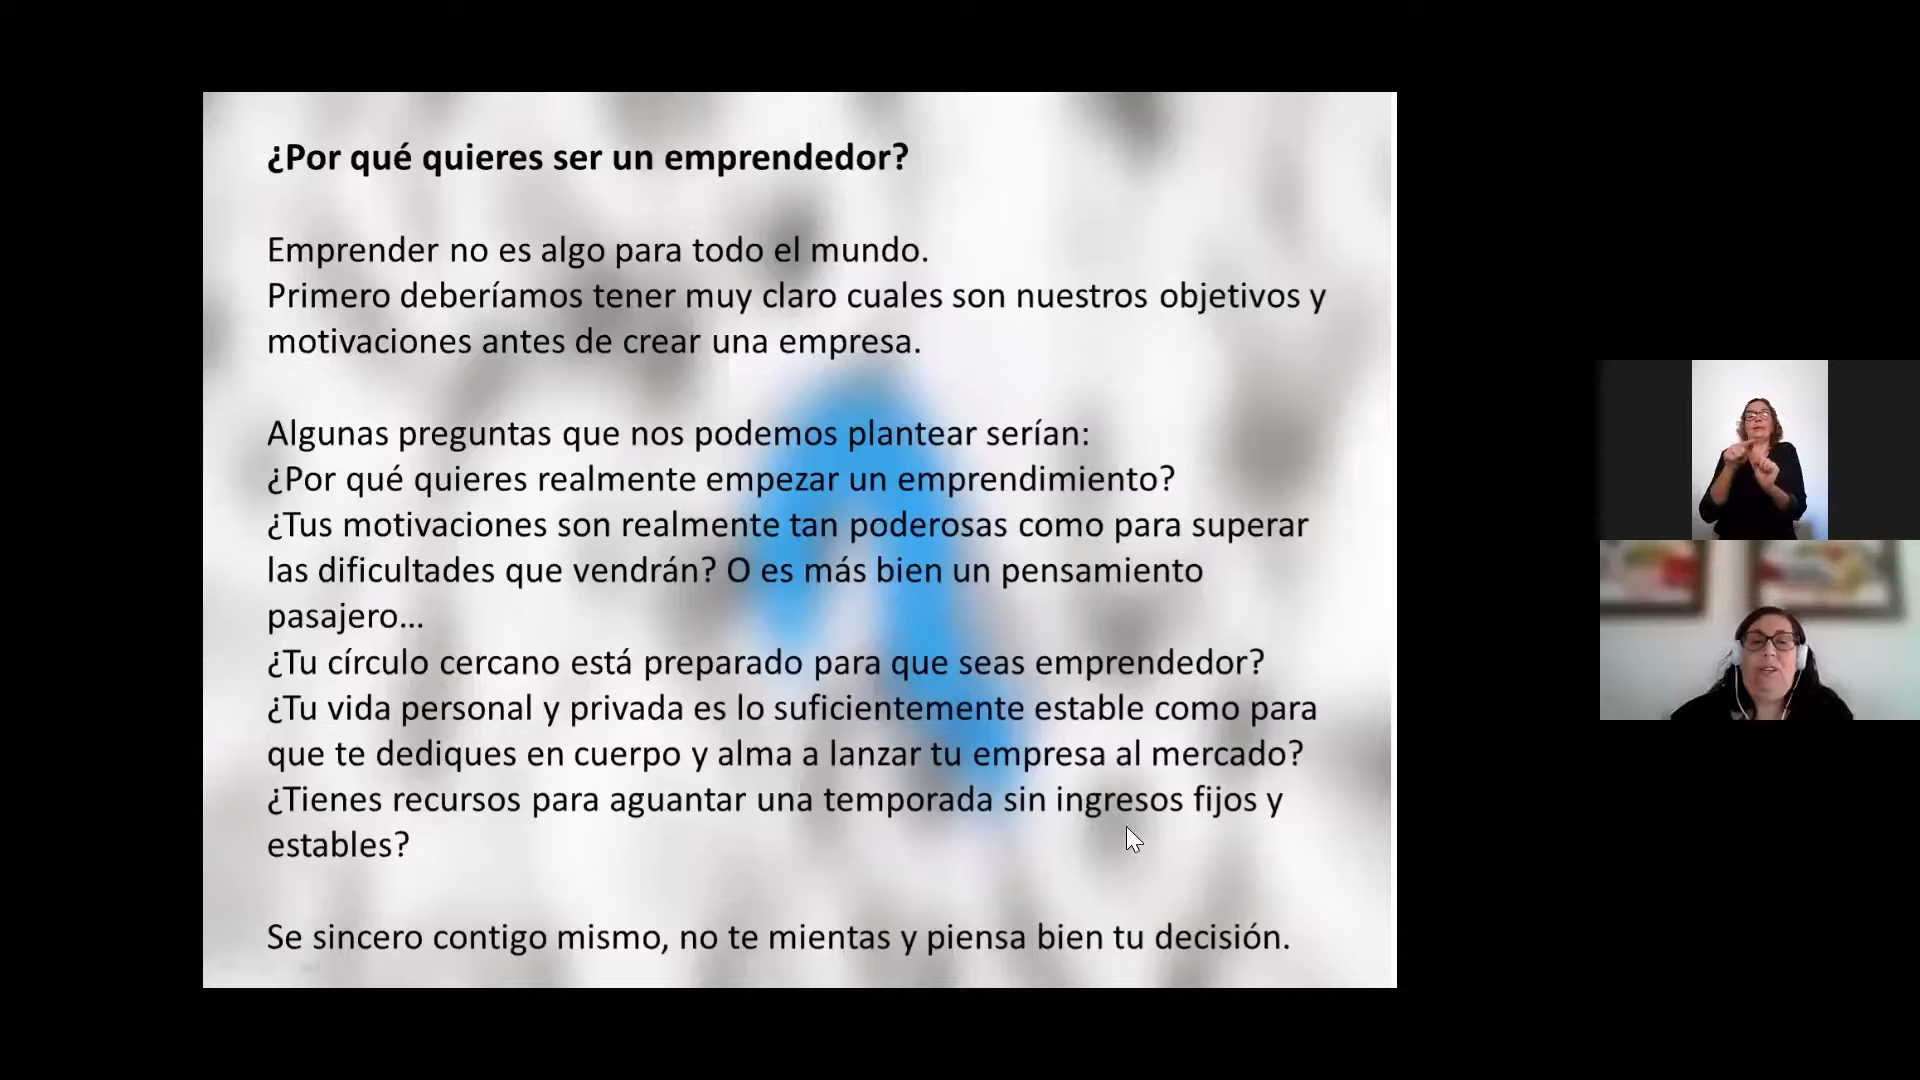 ¿Por qué quieres ser un emprendedor?
Emprender no es algo para todo el mundo.
Primero deberíamos tener muy claro cuales son nuestros objetivos y
motivaciones antes de crear una empresa.
Algunas preguntas que nos podemos plantear serían:
¿Por qué quieres realmente empezar un emprendimiento?
¿Tus motivaciones son realmente tan poderosas como para superar
las dificultades que vendrán? O es más bien un pensamiento
pasajero...
¿Tu círculo cercano está preparado para que seas emprendedor?
¿Tu vida personal y privada es lo suficientemente estable como para
que te dediques en cuerpo y alma a lanzar tu empresa al mercado?
¿Tienes recursos para aguantar una temporada sin ingresos fijos y
estables?
Se sincero contigo mismo, no te mientas y piensa bien tu decisión.